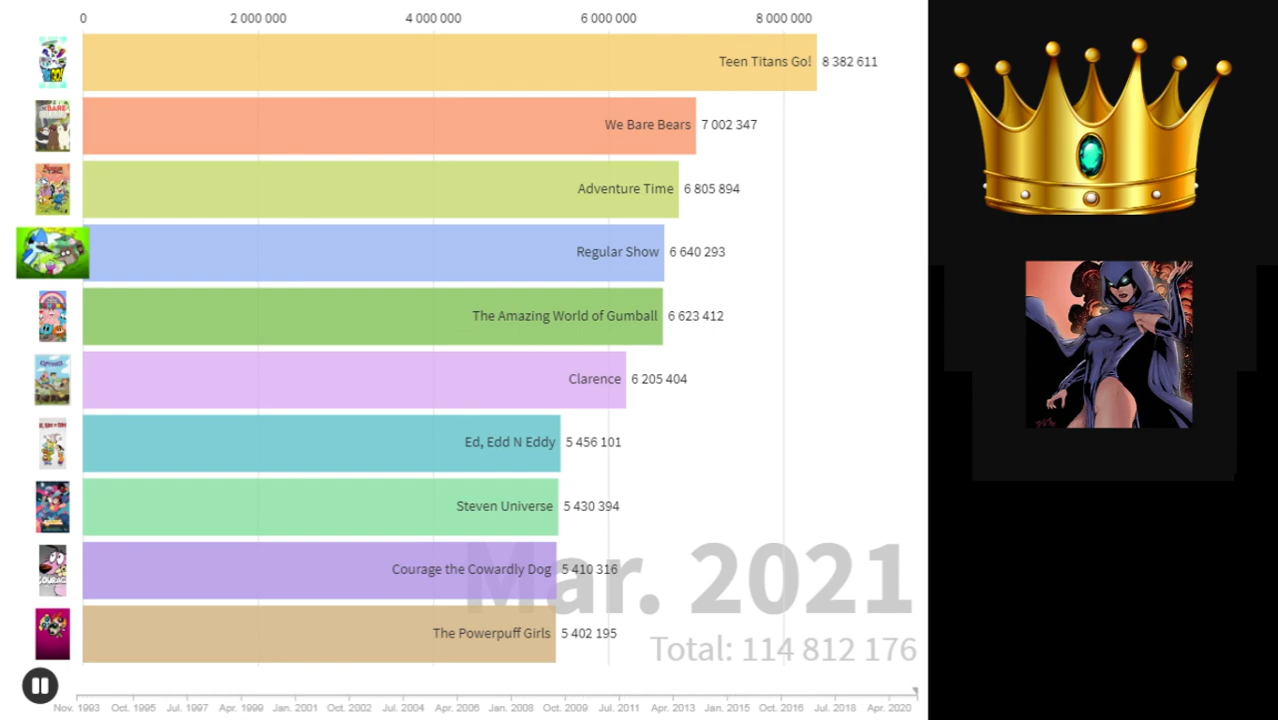 0 2 000 000 4 000 000 6 000 000 8 000 000
Teen Titans Go! 8 382 611
We Bare Bears 7 002 347
Adventure Time 6 805 894
Regular Show 6 640 293
The Amazing World of Gumball 6 623 412
Clarence 6 205 404
Ed, Edd N Eddy 5 456 101
Steven Universe 5 430 394
Courage the Cowardly Dog 5 410 316
Mar. 2021
The Powerpuff Girls 5 402 195
Total: 114 812 176
Nov. 1993 Oct. 1995 Jul. 1997 Apr. 1999 Jan. 2001 Oct. 2002 Jul. 2004 Apr. 2006 Jan. 2008 Oct. 2009 Jul. 2011 Apr. 2013 Jan. 2015 Oct. 2016 Jul. 2018 Apr. 2020